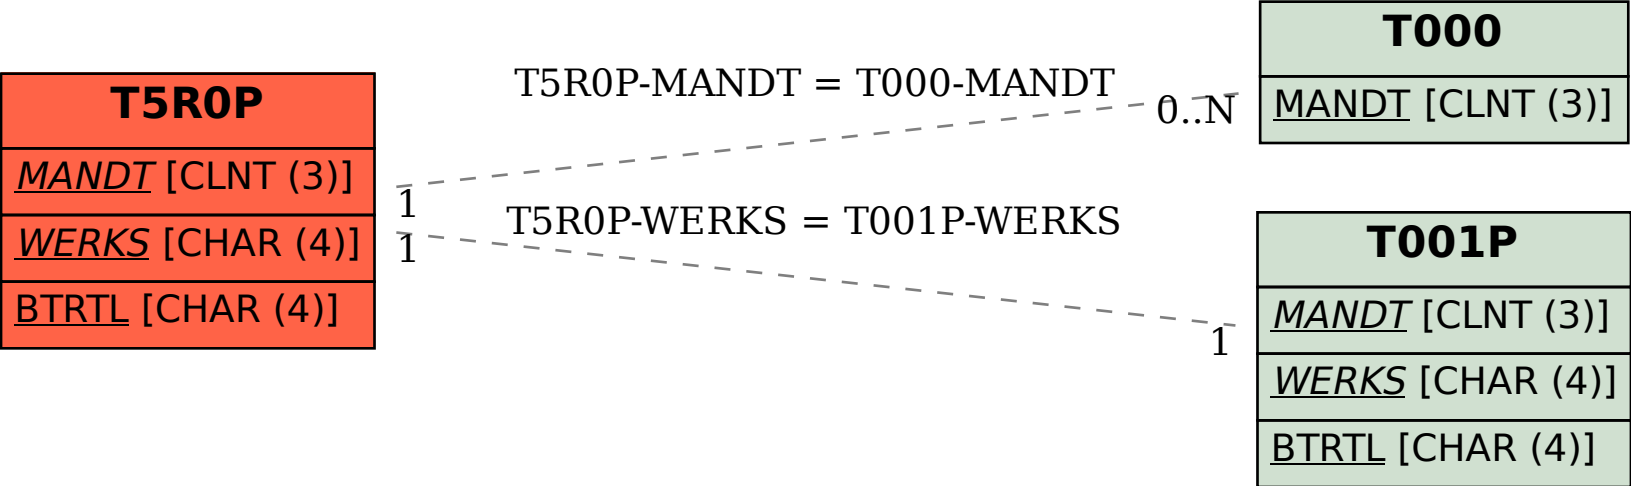 T5R0P
MANDT [CLNT (3)]
WERKS [CHAR (4)]
BTRTL [CHAR (4)]
T5R0P-MANDT = T000-MANDT
0..N
1
T5R0P-WERKS = T001P-WERKS
1
1
T000
MANDT [CLNT (3)]
T001P
MANDT [CLNT (3)]
WERKS [CHAR (4)]
BTRTL [CHAR (4)]